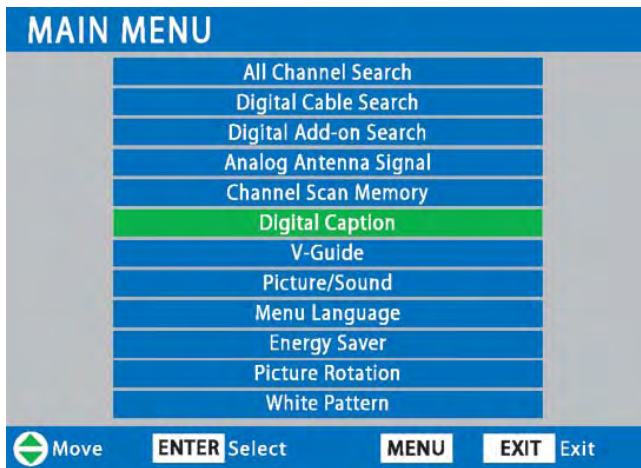 MAIN MENU
All Channel Search
Digital Cable Search
Digital Add-on Search
Analog Antenna Signal
Channel Scan Memory
Digital Caption
V-Guide
Picture/Sound
Menu Language
Energy Saver
Picture Rotation
White Pattern
Move ENTER Select MENU EXIT Exit